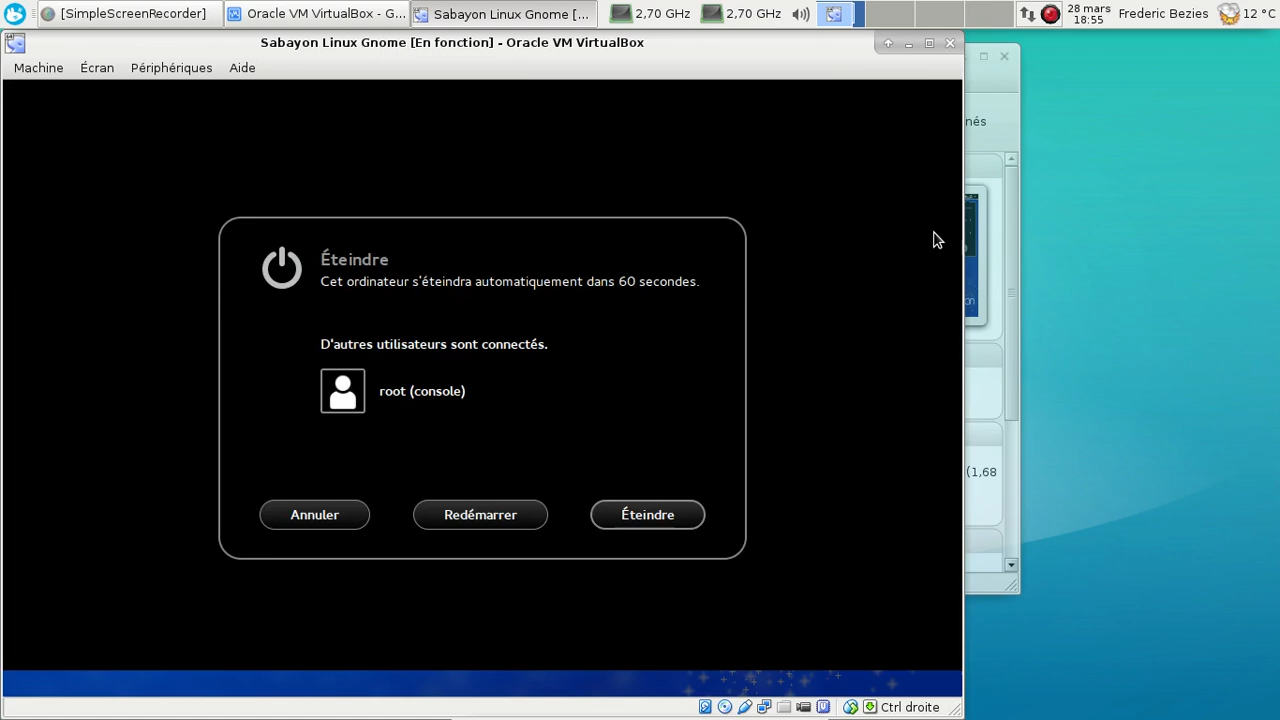 [SimpleScreenRecorder]
Oracle VM VirtualBox - G...
Sabayon Linux Gnome [...
2,70 GHz
2,70 GHz
28 mars
18:55
Frederic Bezies
12 °C
Sabayon Linux Gnome [En fonction] - Oracle VM VirtualBox
Machine
Écran
Périphériques
Aide
nés
Éteindre
Cet ordinateur s'éteindra automatiquement dans 60 secondes.
D'autres utilisateurs sont connectés.
root (console)
(1,68
Annuler
Redémarrer
Éteindre
Ctrl droite